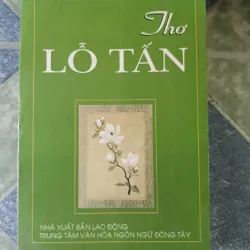 Thơ
LỖ TẤN
NHÀ XUẤT BẢN LAO ĐỘNG
TRUNG TÂM VĂN HÓA NGÔN NGỮ ĐÔNG TÂY